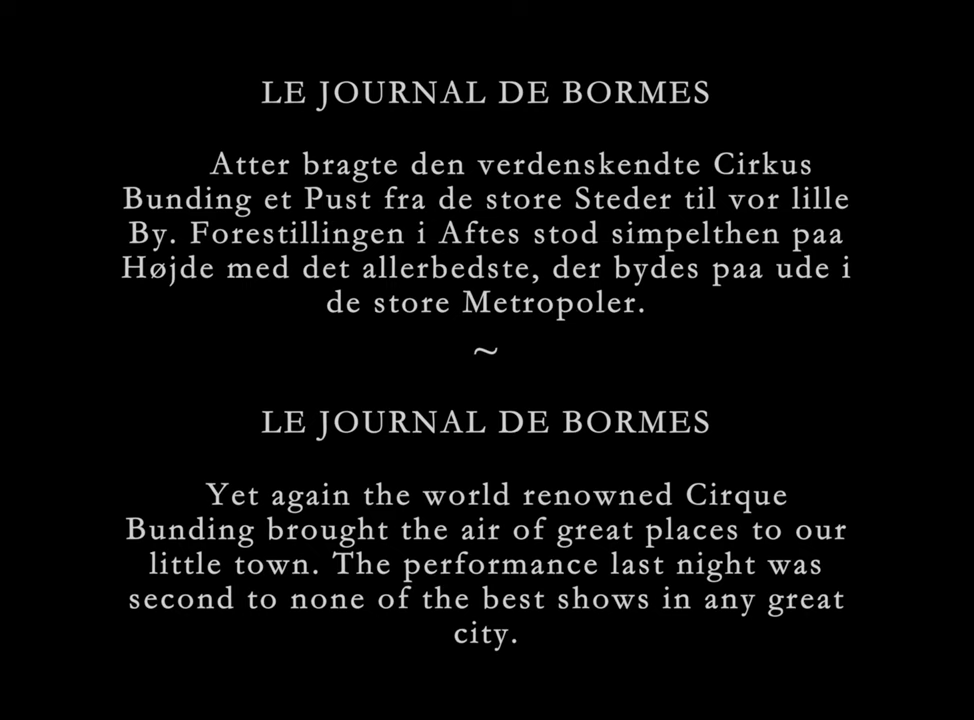 LE JOURNAL DE BORMES
Atter bragte den verdenskendte Cirkus
Bunding et Pust fra de store Steder til vor lille
By. Forestillingen i Aftes stod simpelthen paa
Højde med det allerbedste, der bydes paa ude i
de store Metropoler.
~
LE JOURNAL DE BORMES
Yet again the world renowned Cirque
Bunding brought the air of great places to our
little town. The performance last night was
second to none of the best shows in any great
city.